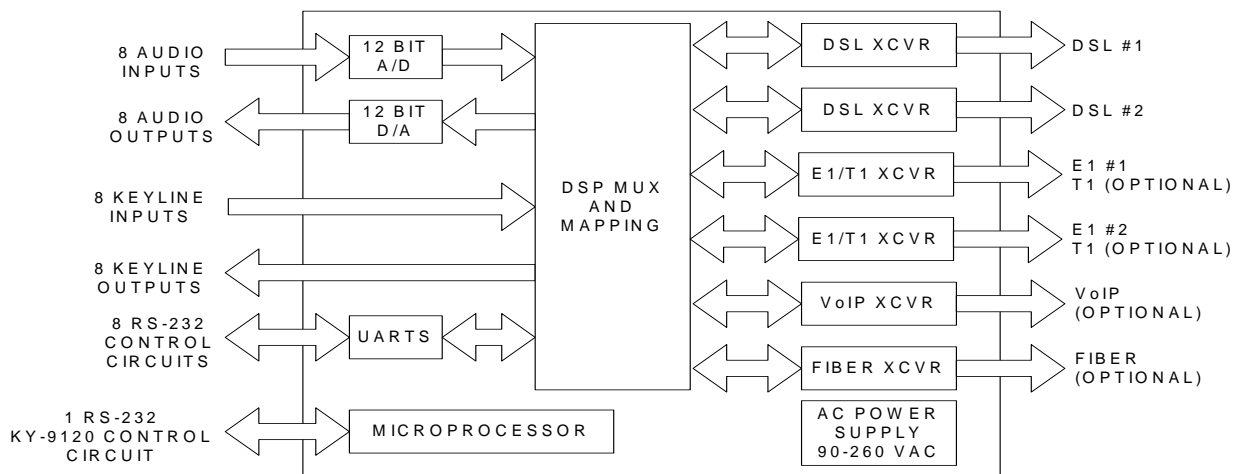 8 AUDIO
INPUTS
12 BIT
A/D
8 AUDIO
OUTPUTS
12 BIT
D/A
8 KEYLINE
INPUTS
8 KEYLINE
OUTPUTS
8 RS-232
CONTROL
CIRCUITS
UARTS
1 RS-232
KY-9120 CONTROL
CIRCUIT
MICROPROCESSOR
DSP MUX
AND
MAPPING
DSL XCVR
DSL #1
DSL XCVR
DSL #2
E1/T1 XCVR
E1 #1
T1 (OPTIONAL)
E1/T1 XCVR
E1 #2
T1 (OPTIONAL)
VoIP XCVR
VoIP
(OPTIONAL)
FIBER XCVR
FIBER
(OPTIONAL)
AC POWER
SUPPLY
90-260 VAC